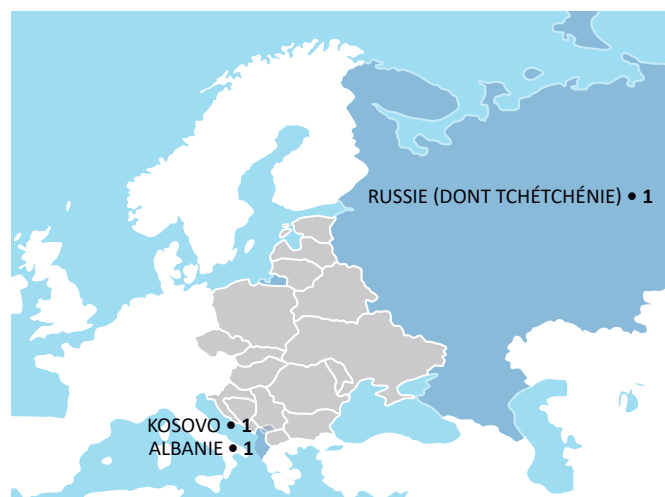 RUSSIE (DONT TCHÉTCHÉNIE) • 1
KOSOVO • 1
ALBANIE • 1